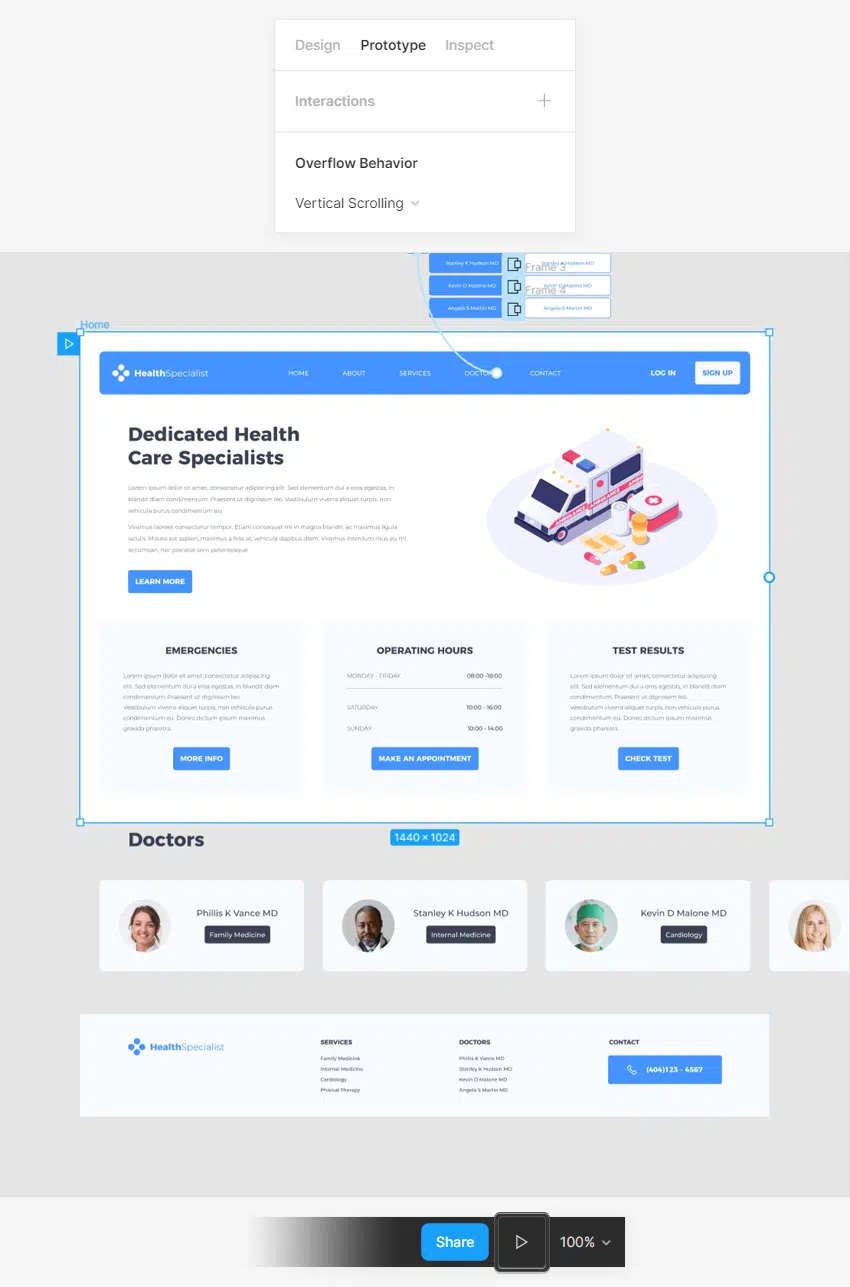 Design Prototype Inspect
Interactions
Overflow Behavior
Vertical Scrolling
Stanley K Hudson MD
Frame 3
Kevin D Malone MD
Frame 4
Angela S Martin MD
Angela S Martin MD
Home
HealthSpecialist HOME ABOUT SERVICES CONTACT LOG IN SIGN UP
Dedicated Health
Care Specialists
Lorem ipsum dolor sit amet, consectetur adipiscing elit. Sed elementum dui a eros egestas, in
blandit diam condimentum. Praesent ut dignissim leo. Vestibulum viverra aliquet turpis, non
vehicula purus condimentum eu.
Vivamus laoreet consectetur tempor. Etiam consequat mi in magna blandit, ac maximus ligula
iaculis. Mauris est sapien, maximus a felis at, vehicula dapibus diam. Vivamus interdum risus eu mi
accumsan, nec placerat sem pellentesque.
LEARN MORE
AMBULANCE
AMBULANCE
EMERGENCIES
Lorem ipsum dolor sit amet, consectetur adipiscing
elit. Sed elementum dui a eros egestas, in blandit diam
condimentum. Praesent ut dignissim leo.
Vestibulum viverra aliquet turpis, non vehicula purus
condimentum eu. Donec dictum ipsum maximus
gravida pharetra.
MORE INFO
OPERATING HOURS
MONDAY - FRIDAY 08:00 -18:00
SATURDAY 10:00 - 16:00
SUNDAY 10:00 - 14:00
MAKE AN APPOINTMENT
TEST RESULTS
Lorem ipsum dolor sit amet, consectetur adipiscing
elit. Sed elementum dui a eros egestas, in blandit diam
condimentum. Praesent ut dignissim leo.
Vestibulum viverra aliquet turpis, non vehicula purus
condimentum eu. Donec dictum ipsum maximus
gravida pharetra.
CHECK TEST
1440 × 1024
Doctors
Phillis K Vance MD
Family Medicine
Stanley K Hudson MD
Internal Medicine
Kevin D Malone MD
Cardiology
HealthSpecialist
SERVICES
Family Medicine
Internal Medicine
Cardiology
Phisical Therapy
DOCTORS
Phillis K Vance MD
Stanley K Hudson MD
Kevin D Malone MD
Angela S Martin MD
CONTACT
(404)123 - 4567
Share 100%